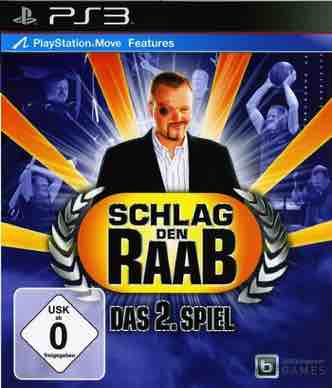 PS3
PlayStation®Move Features
SCHLAG
DEN
RAAB
DAS 2. SPIEL
USK
ab
0
freigegeben
b
GAMES